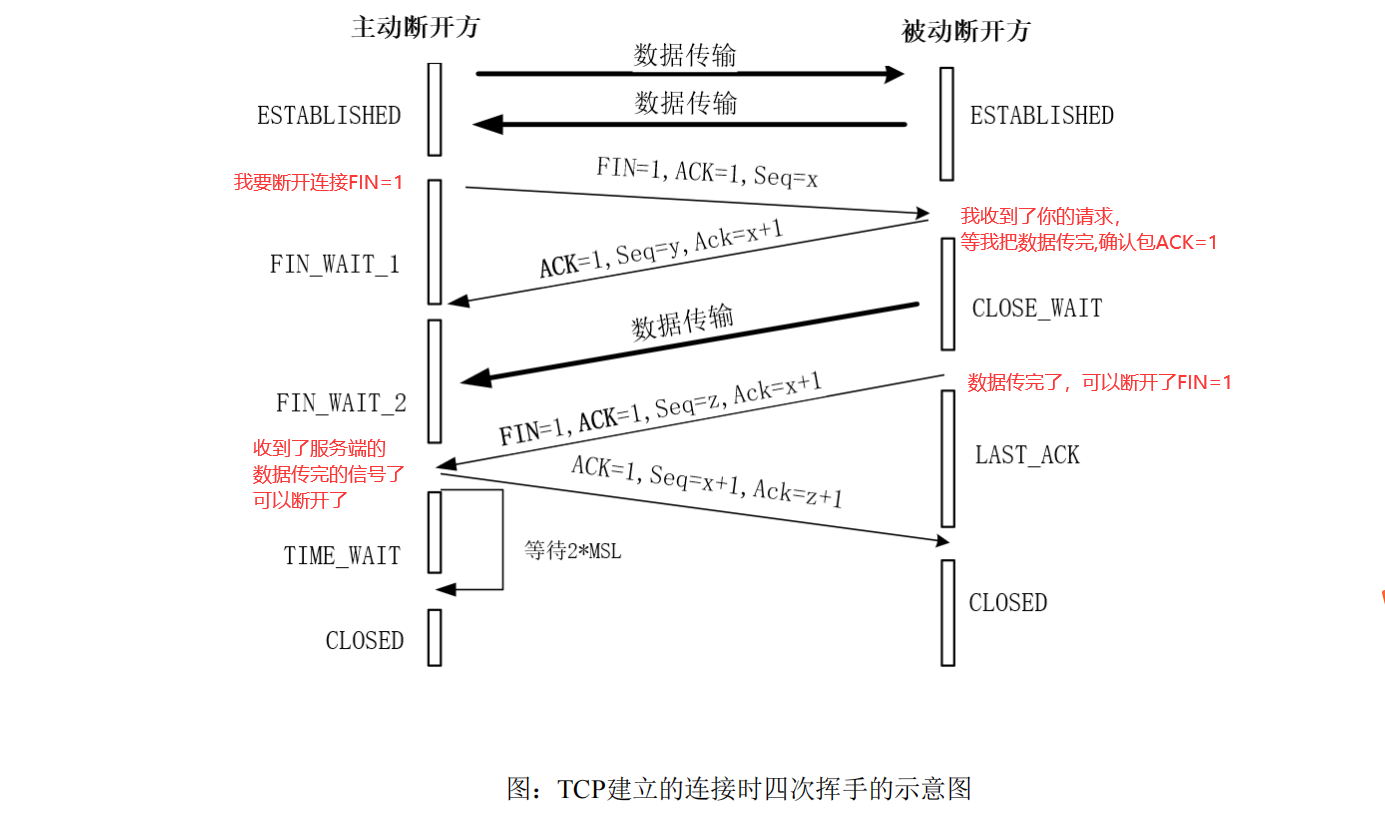 主动断开方
被动断开方
数据传输
数据传输
ESTABLISHED
ESTABLISHED
FIN=1, ACK=1, Seq=x
我要断开连接FIN=1
我收到了你的请求，
等我把数据传完,确认包ACK=1
ACK=1, Seq=y, Ack=x+1
FIN_WAIT_1
CLOSE_WAIT
数据传输
数据传完了，可以断开了FIN=1
FIN_WAIT_2
FIN=1, ACK=1, Seq=z, Ack=x+1
收到了服务端的
数据传完的信号了
可以断开了
LAST_ACK
ACK=1, Seq=x+1, Ack=z+1
TIME_WAIT
等待2*MSL
CLOSED
CLOSED
图：TCP建立的连接时四次挥手的示意图